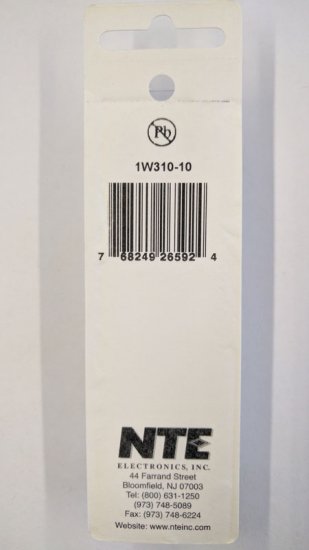 Pb
1W310-10
7 68249 26592 4
NTE
ELECTRONICS, INC.
44 Farrand Street
Bloomfield, NJ 07003
Tel: (800) 631-1250
(973) 748-5089
Fax: (973) 748-6224
Website: www.nteinc.com